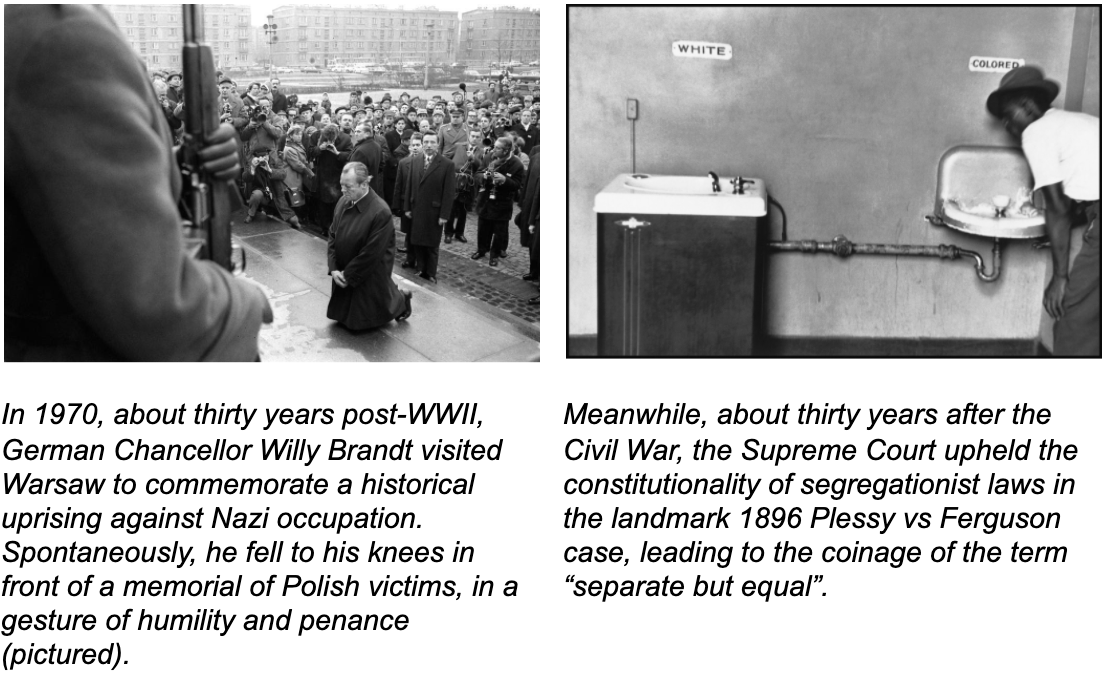 WHITE
COLORED
In 1970, about thirty years post-WWII,
German Chancellor Willy Brandt visited
Warsaw to commemorate a historical
uprising against Nazi occupation.
Spontaneously, he fell to his knees in
front of a memorial of Polish victims, in a
gesture of humility and penance
(pictured).
Meanwhile, about thirty years after the
Civil War, the Supreme Court upheld the
constitutionality of segregationist laws in
the landmark 1896 Plessy vs Ferguson
case, leading to the coinage of the term
“separate but equal”.